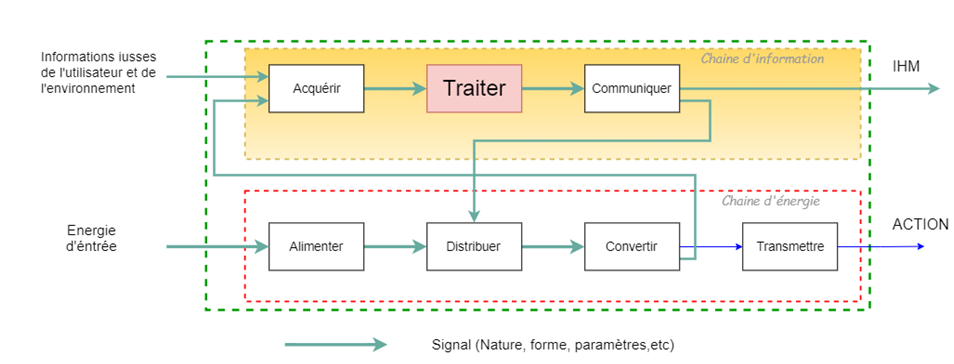 Informations iusses
de l'utilisateur et de
l'environnement
Chaine d'information
Acquérir
Traiter
Communiquer
IHM
Chaine d'énergie
Energie
d'éntrée
Alimenter
Distribuer
Convertir
Transmettre
ACTION
Signal (Nature, forme, paramètres,etc)